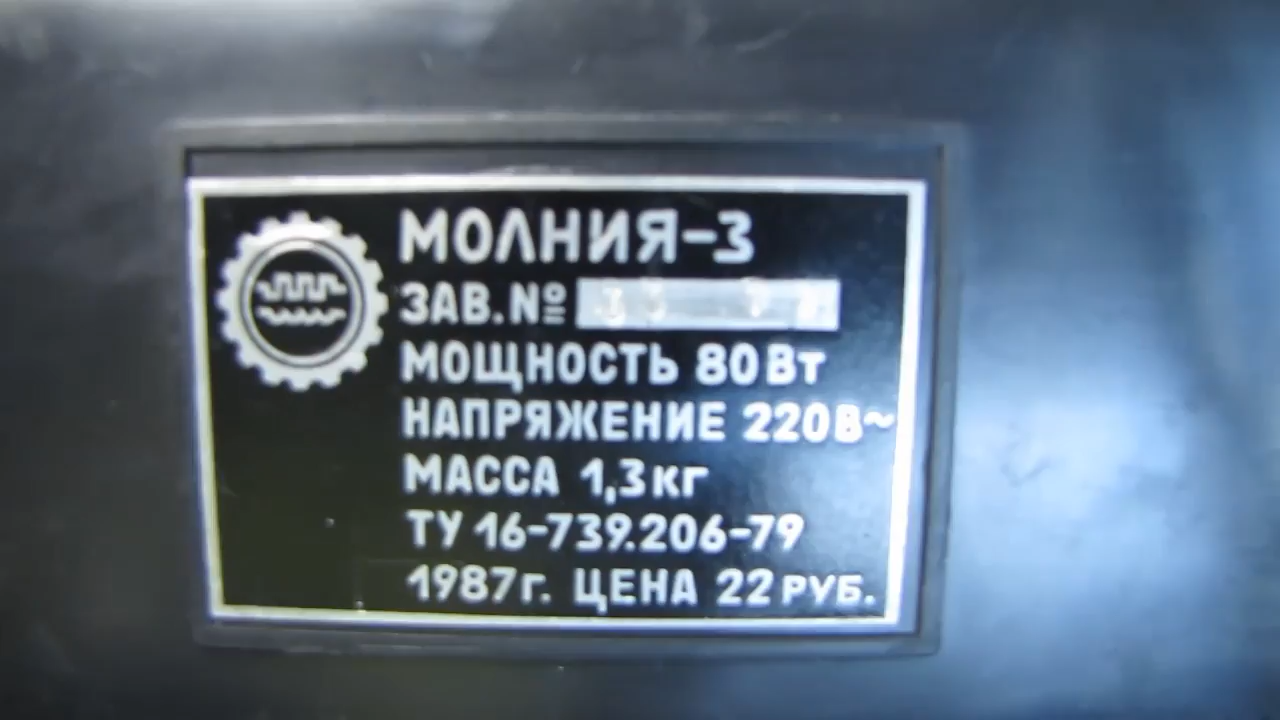 МОЛНИЯ-3
ЗАВ.№
МОЩНОСТЬ 80Вт
НАПРЯЖЕНИЕ 220В~
МАССА 1,3кг
ТУ 16-739.206-79
1987г. ЦЕНА 22 РУБ.